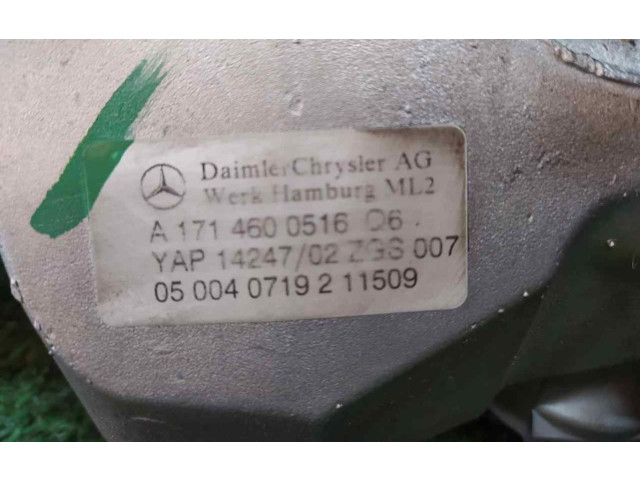 DaimlerChrysler AG
Werk Hamburg ML2
A 171 460 0516 Q6 .
YAP 14247/02 ZGS 007
05 004 0719 2 11509